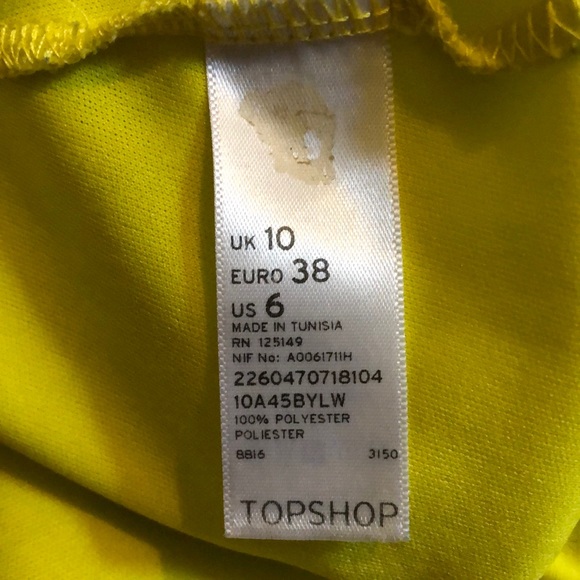 UK 10
EURO 38
US 6
MADE IN TUNISIA
RN 125149
NIF No: A0061711H
2260470718104
10A45BYLW
100% POLYESTER
POLIESTER
8816 3150
TOPSHOP